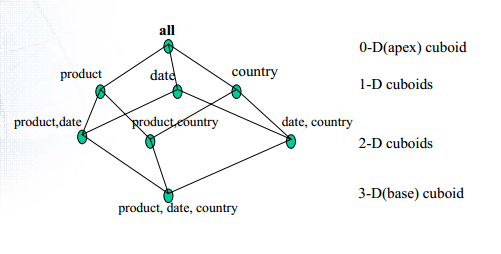 all
0-D(apex) cuboid
product
date
country
1-D cuboids
product,date
product,country
date, country
2-D cuboids
3-D(base) cuboid
product, date, country